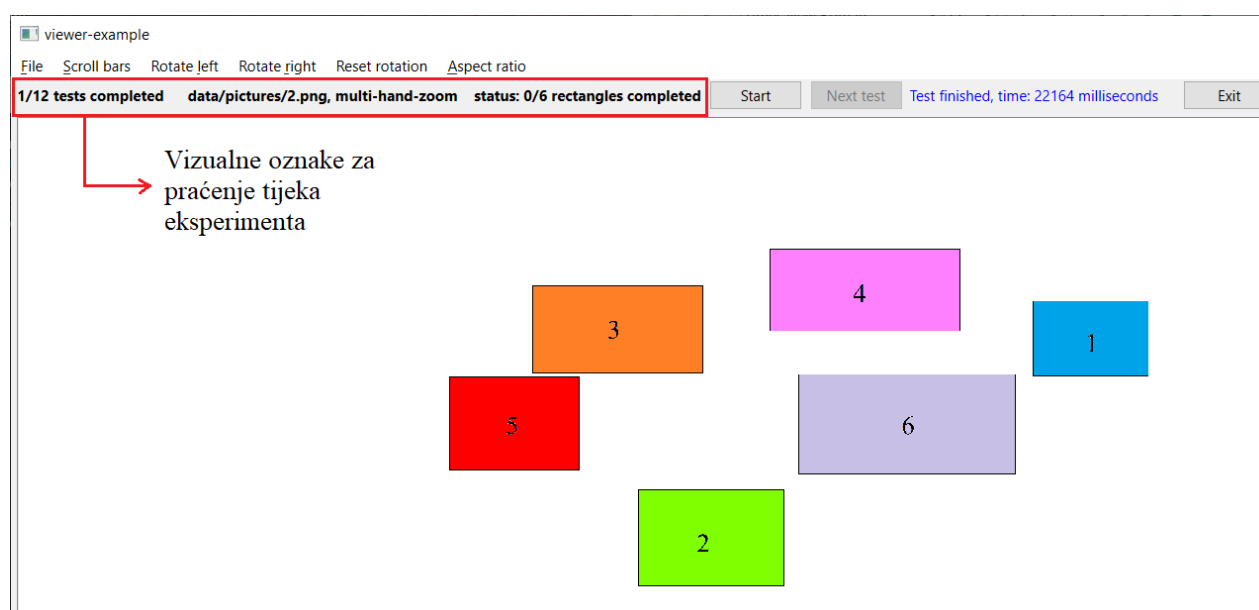 viewer-example
File Scroll bars Rotate left Rotate right Reset rotation Aspect ratio
1/12 tests completed data/pictures/2.png, multi-hand-zoom status: 0/6 rectangles completed Start Next test Test finished, time: 22164 milliseconds Exit
Vizualne oznake za
praćenje tijeka
eksperimenta
4
3
1
5
6
2